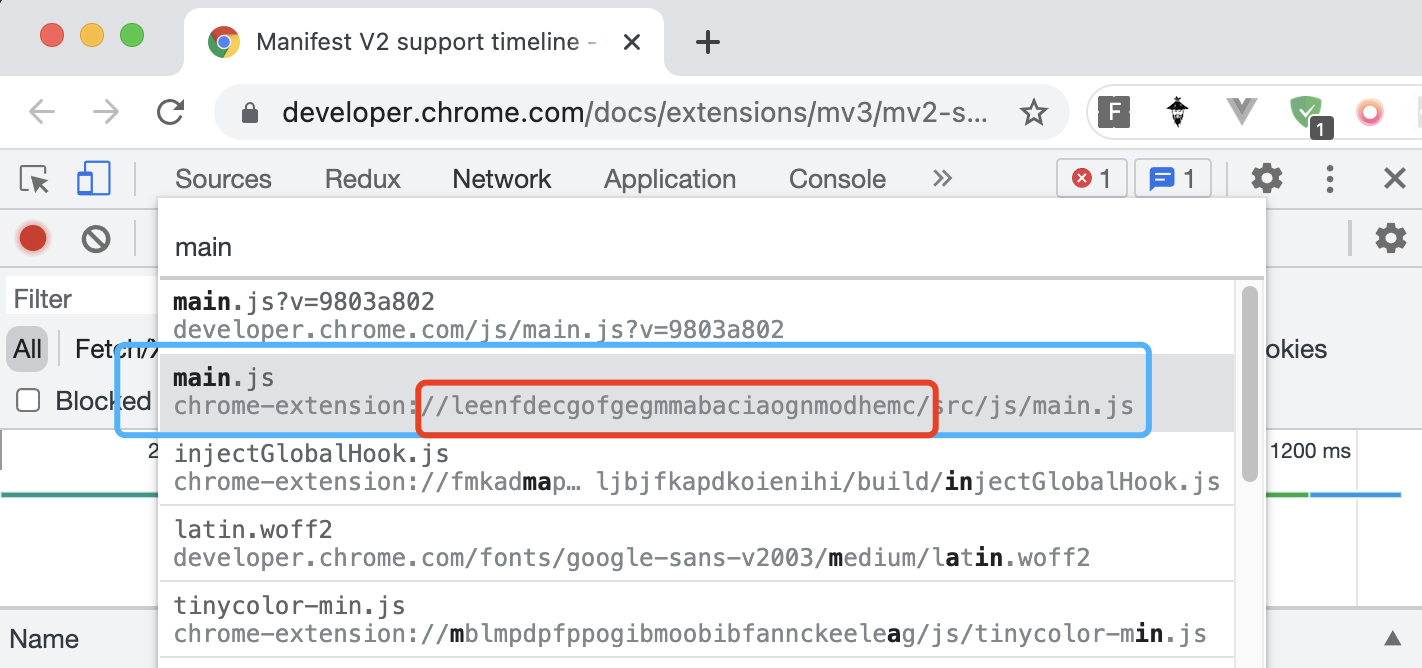 Manifest V2 support timeline -
developer.chrome.com/docs/extensions/mv3/mv2-s...
F
1
Sources Redux Network Application Console » 1 1
main
Filter
main.js?v=9803a802
developer.chrome.com/js/main.js?v=9803a802
All Fetch/X okies
main.js
chrome-extension://leenfdecgofgegmmabaciaognmodhemc/src/js/main.js
Blocked
injectGlobalHook.js
2 1200 ms
chrome-extension://fmkadmap… ljbjfkapdkoienihi/build/injectGlobalHook.js
latin.woff2
developer.chrome.com/fonts/google-sans-v2003/medium/latin.woff2
tinycolor-min.js
chrome-extension://mblmpdpfppogibmoobibfannckeeleag/js/tinycolor-min.js
Name